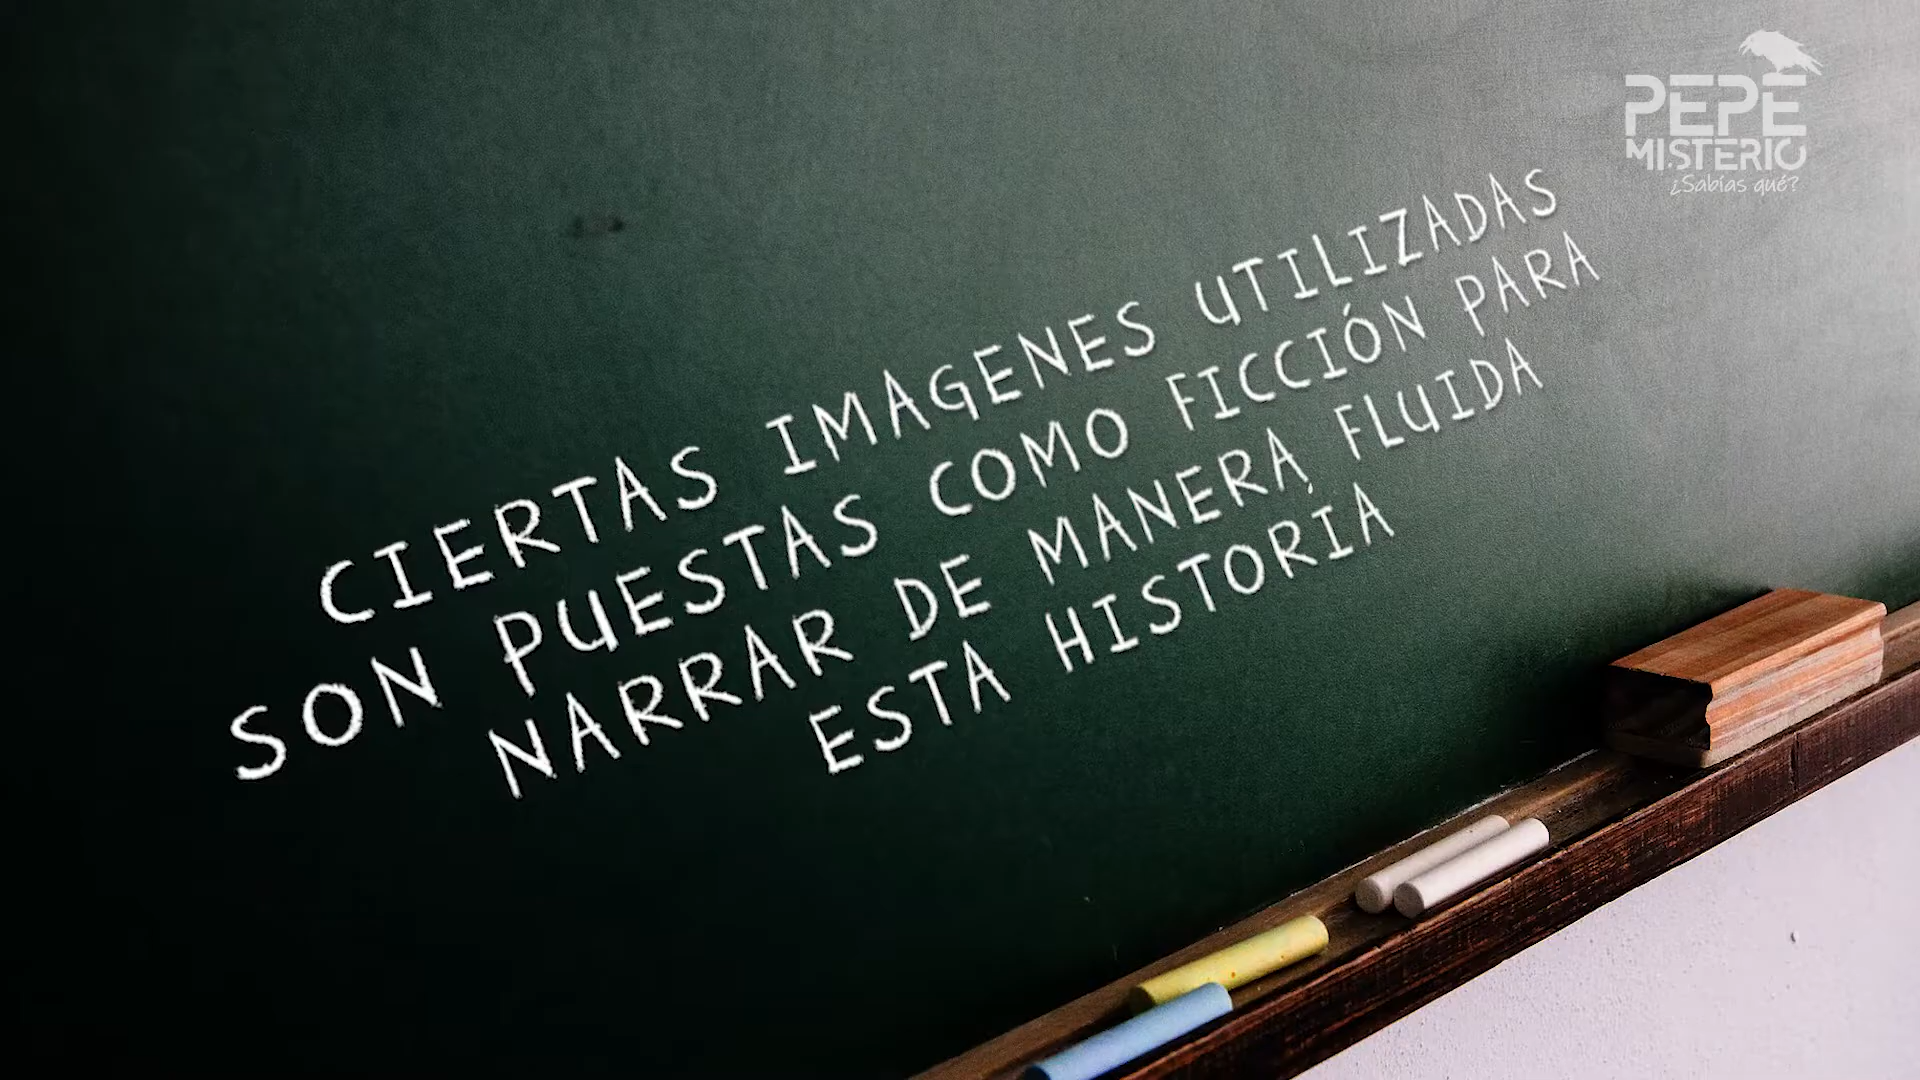 PEPE
MISTERIO
¿Sabías qué?
CIERTAS IMAGENES UTILIZADAS
SON PUESTAS COMO FICCIÓN PARA
NARRAR DE MANERA FLUIDA
ESTA HISTORIA